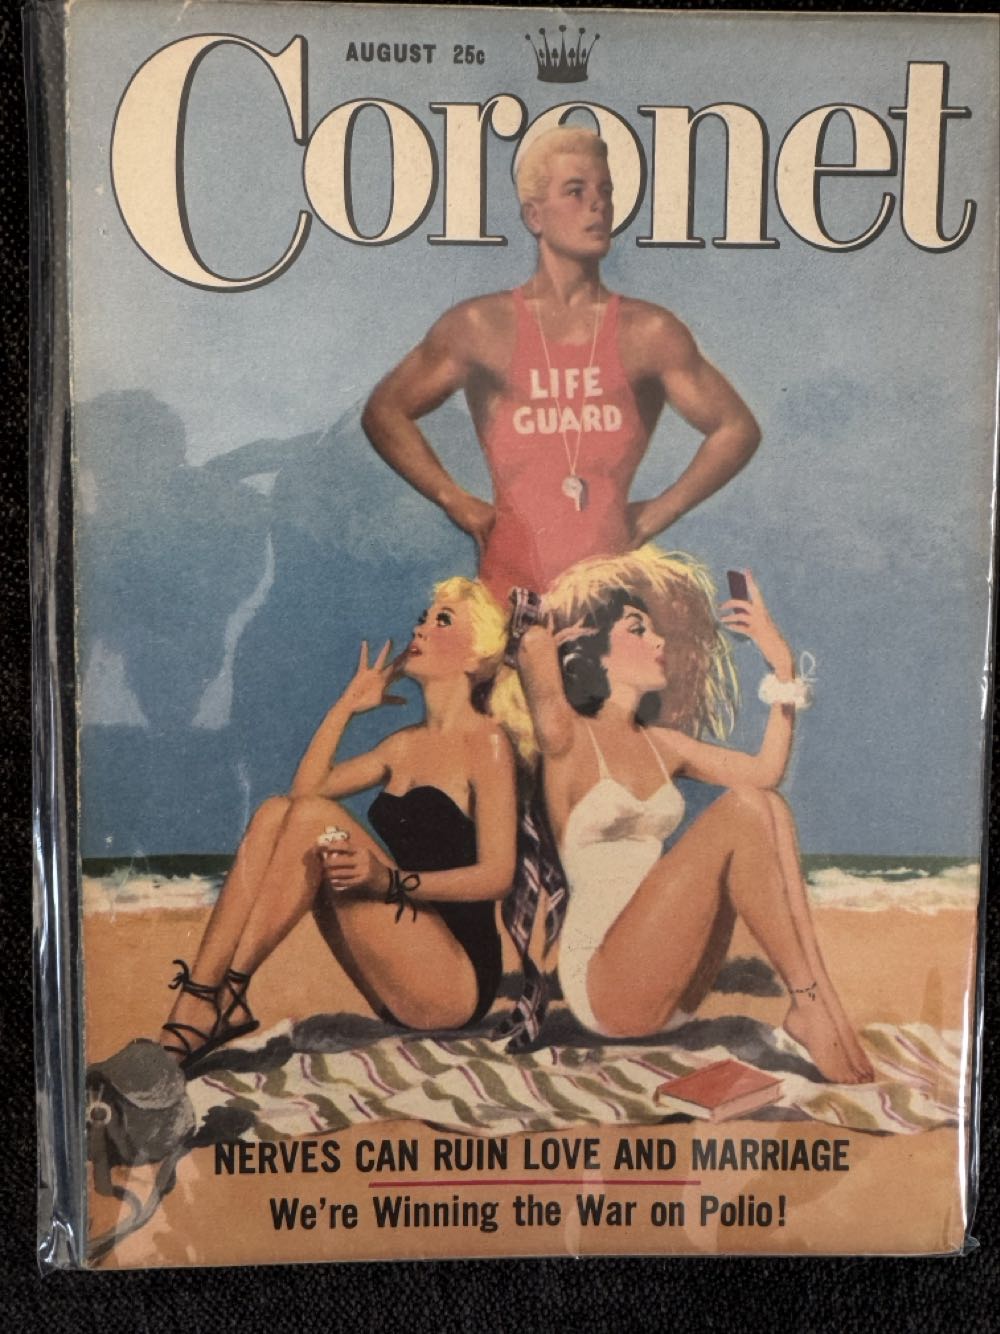 AUGUST 25c
Coronet
LIFE
GUARD
NERVES CAN RUIN LOVE AND MARRIAGE
We're Winning the War on Polio!